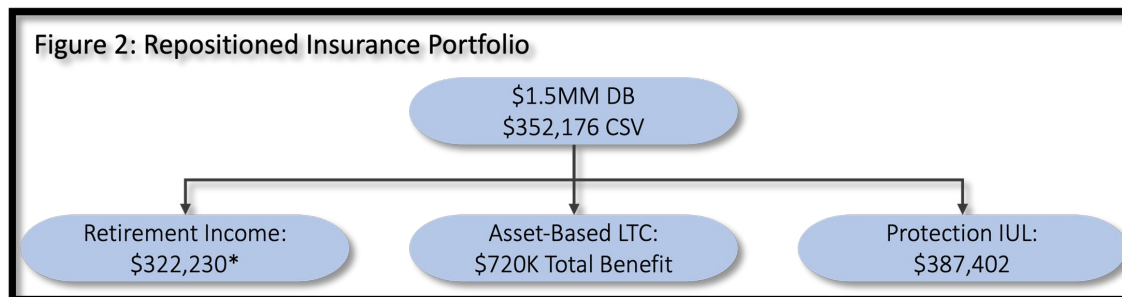 Figure 2: Repositioned Insurance Portfolio
$1.5MM DB
$352,176 CSV
Retirement Income:
$322,230*
Asset-Based LTC:
$720K Total Benefit
Protection IUL:
$387,402